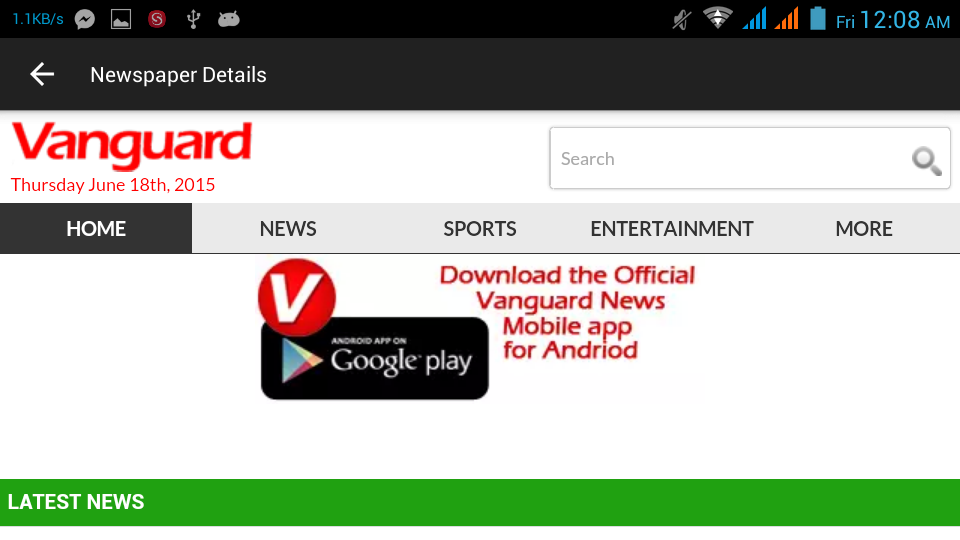 1.1KB/s Fri 12:08 AM
Newspaper Details
Vanguard
Thursday June 18th, 2015
Search
HOME NEWS SPORTS ENTERTAINMENT MORE
V
Download the Official
Vanguard News
Mobile app
for Andriod
ANDROID APP ON
Google play
LATEST NEWS